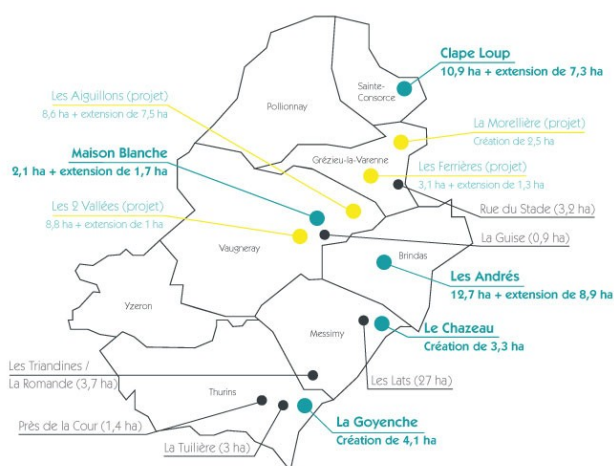 Clape Loup
10,9 ha + extension de 7,3 ha
Sainte-
Consorce
Pollionnay
Les Aiguillons (projet)
8,6 ha + extension de 7,5 ha
La Morellière (projet)
Création de 2,5 ha
Maison Blanche
2,1 ha + extension de 1,7 ha
Grézieu-la-Varenne
Les Ferrières (projet)
3,1 ha + extension de 1,3 ha
Les 2 Vallées (projet)
8,8 ha + extension de 1 ha
Rue du Stade (3,2 ha)
La Guise (0,9 ha)
Vaugneray
Brindas
Les Andrés
12,7 ha + extension de 8,9 ha
Yzeron
Messimy
Le Chazeau
Création de 3,3 ha
Les Triandines /
La Romande (3,7 ha)
Les Lats (27 ha)
Thurins
Près de la Cour (1,4 ha)
La Tuilière (3 ha)
La Goyenche
Création de 4,1 ha